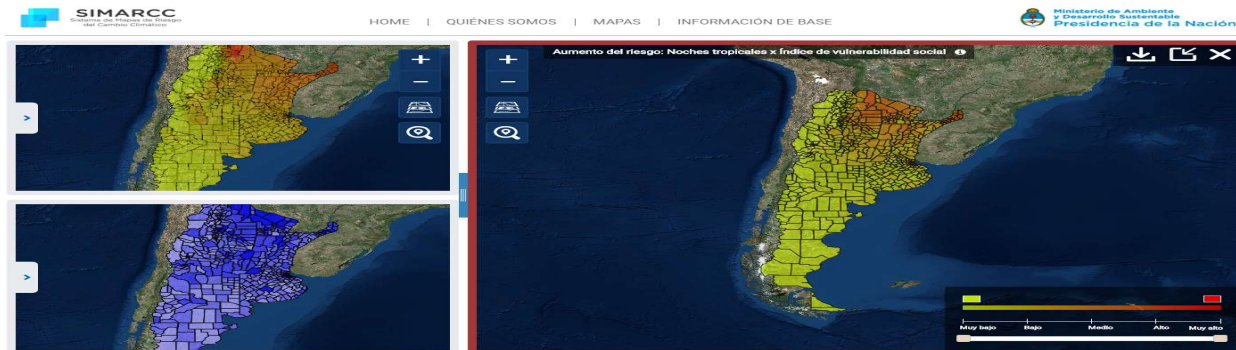 SIMARCC
Sistema de Mapas de Riesgo
del Cambio Climático
HOME | QUIÉNES SOMOS | MAPAS | INFORMACIÓN DE BASE
Ministerio de Ambiente
y Desarrollo Sustentable
Presidencia de la Nación
Aumento del riesgo: Noches tropicales x Índice de vulnerabilidad social
Muy bajo Bajo Medio Alto Muy alto